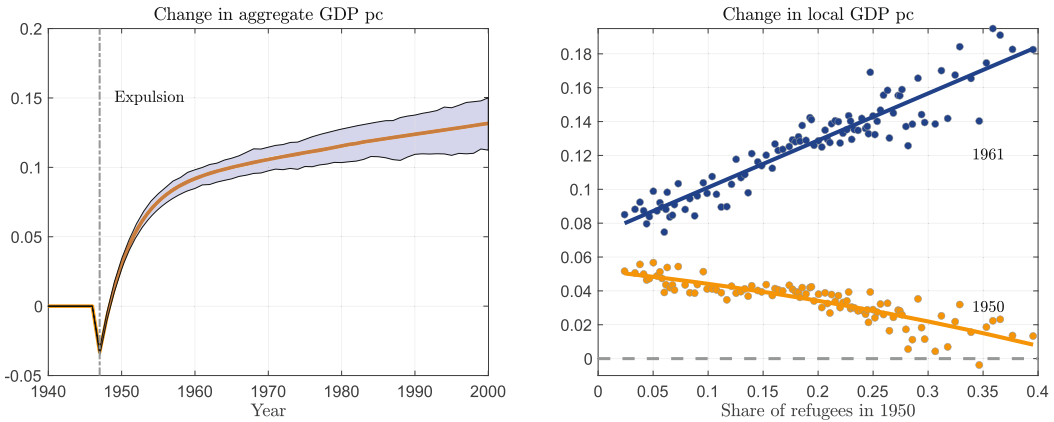 Change in aggregate GDP pc
0.2
0.15
0.1
0.05
0
-0.05
Expulsion
1940 1950 1960 1970 1980 1990 2000
Year
Change in local GDP pc
0.18
0.16
0.14
0.12
0.1
0.08
0.06
0.04
0.02
0
1961
1950
0 0.05 0.1 0.15 0.2 0.25 0.3 0.35 0.4
Share of refugees in 1950